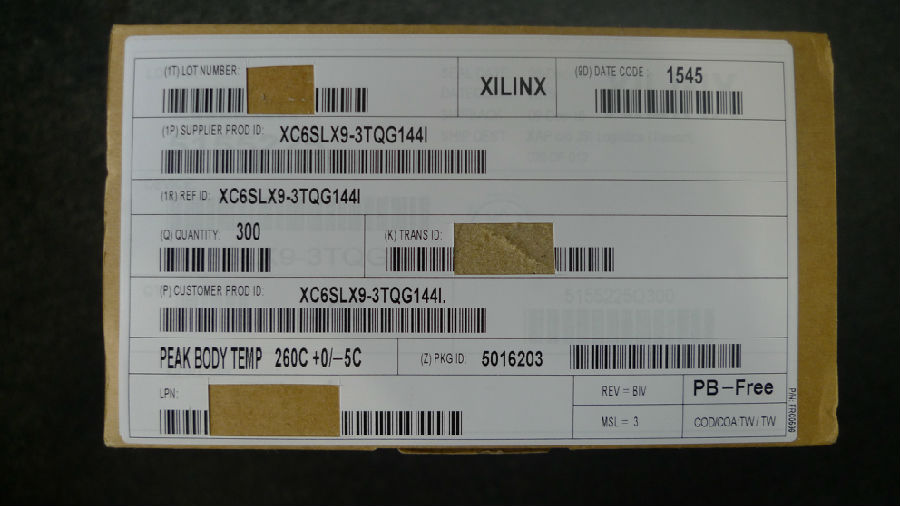 (1T) LOT NUMBER:
XILINX
(9D) DATE CODE: 1545
(1P) SUPPLIER PROD ID: XC6SLX9-3TQG144I
(1R) REF ID: XC6SLX9-3TQG144I
(Q) QUANTITY: 300
(K) TRANS ID:
(P) CUSTOMER PROD ID: XC6SLX9-3TQG144I.
5155225Q300
PEAK BODY TEMP 260C +0/-5C
(Z) PKG ID: 5016203
LPN:
REV = BIV
PB-Free
MSL = 3
COO/COA:TW / TW